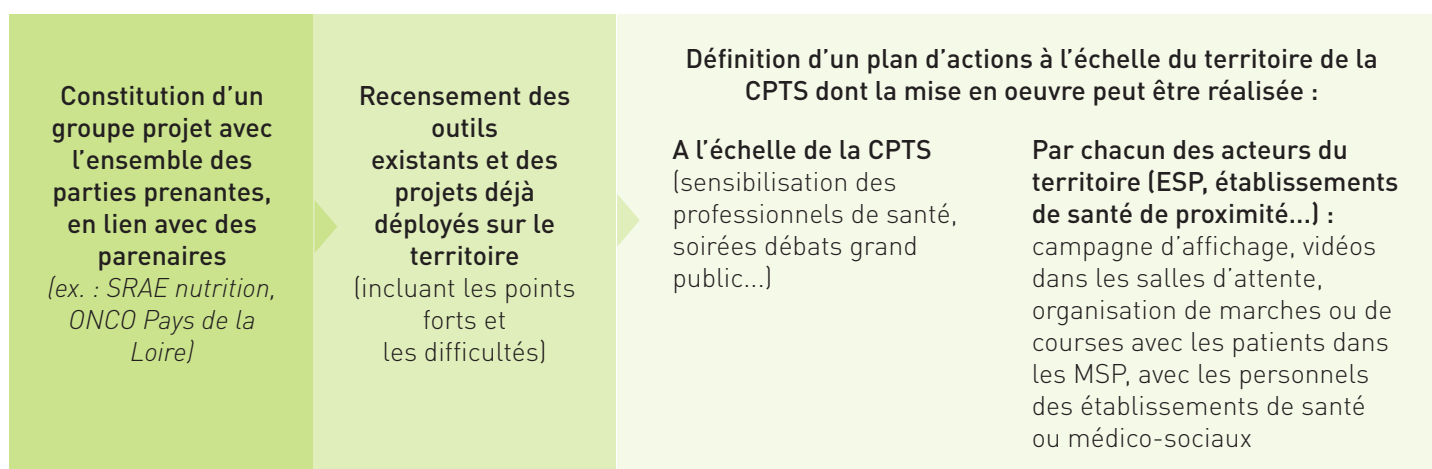 Constitution d'un
groupe projet avec
l'ensemble des
parties prenantes,
en lien avec des
parenaires
(ex. : SRAE nutrition,
ONCO Pays de la
Loire)
Recensement des
outils
existants et des
projets déjà
déployés sur le
territoire
(incluant les points
forts et
les difficultés)
Définition d'un plan d'actions à l'échelle du territoire de la
CPTS dont la mise en oeuvre peut être réalisée :
A l'échelle de la CPTS
(sensibilisation des
professionnels de santé,
soirées débats grand
public...)
Par chacun des acteurs du
territoire (ESP, établissements
de santé de proximité...) :
campagne d'affichage, vidéos
dans les salles d'attente,
organisation de marches ou de
courses avec les patients dans
les MSP, avec les personnels
des établissements de santé
ou médico-sociaux